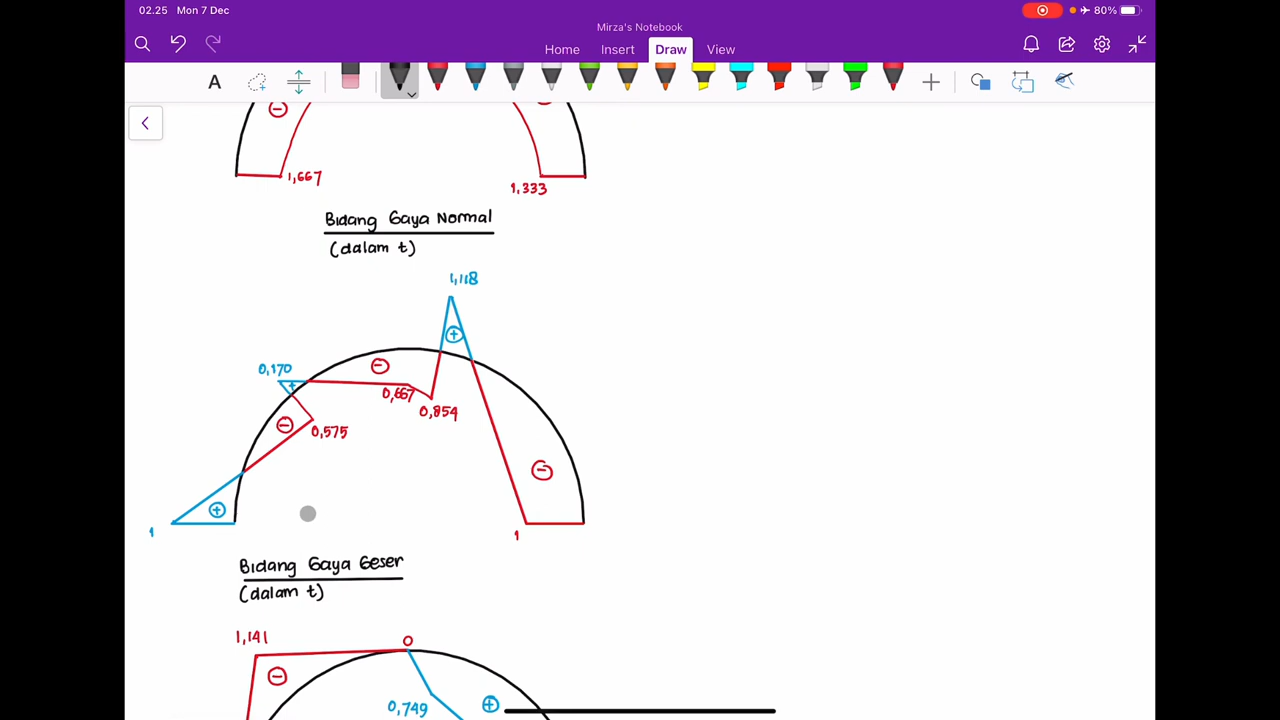 02.25 Mon 7 Dec
80%
Mirza's Notebook
Home Insert Draw View
A
1,667
1.333
Bidang Gaya Normal
(dalam t)
1,118
0,170
0,667
0,854
0,575
1
1
Bidang Gaya Geser
(dalam t)
1,141
0
0,749